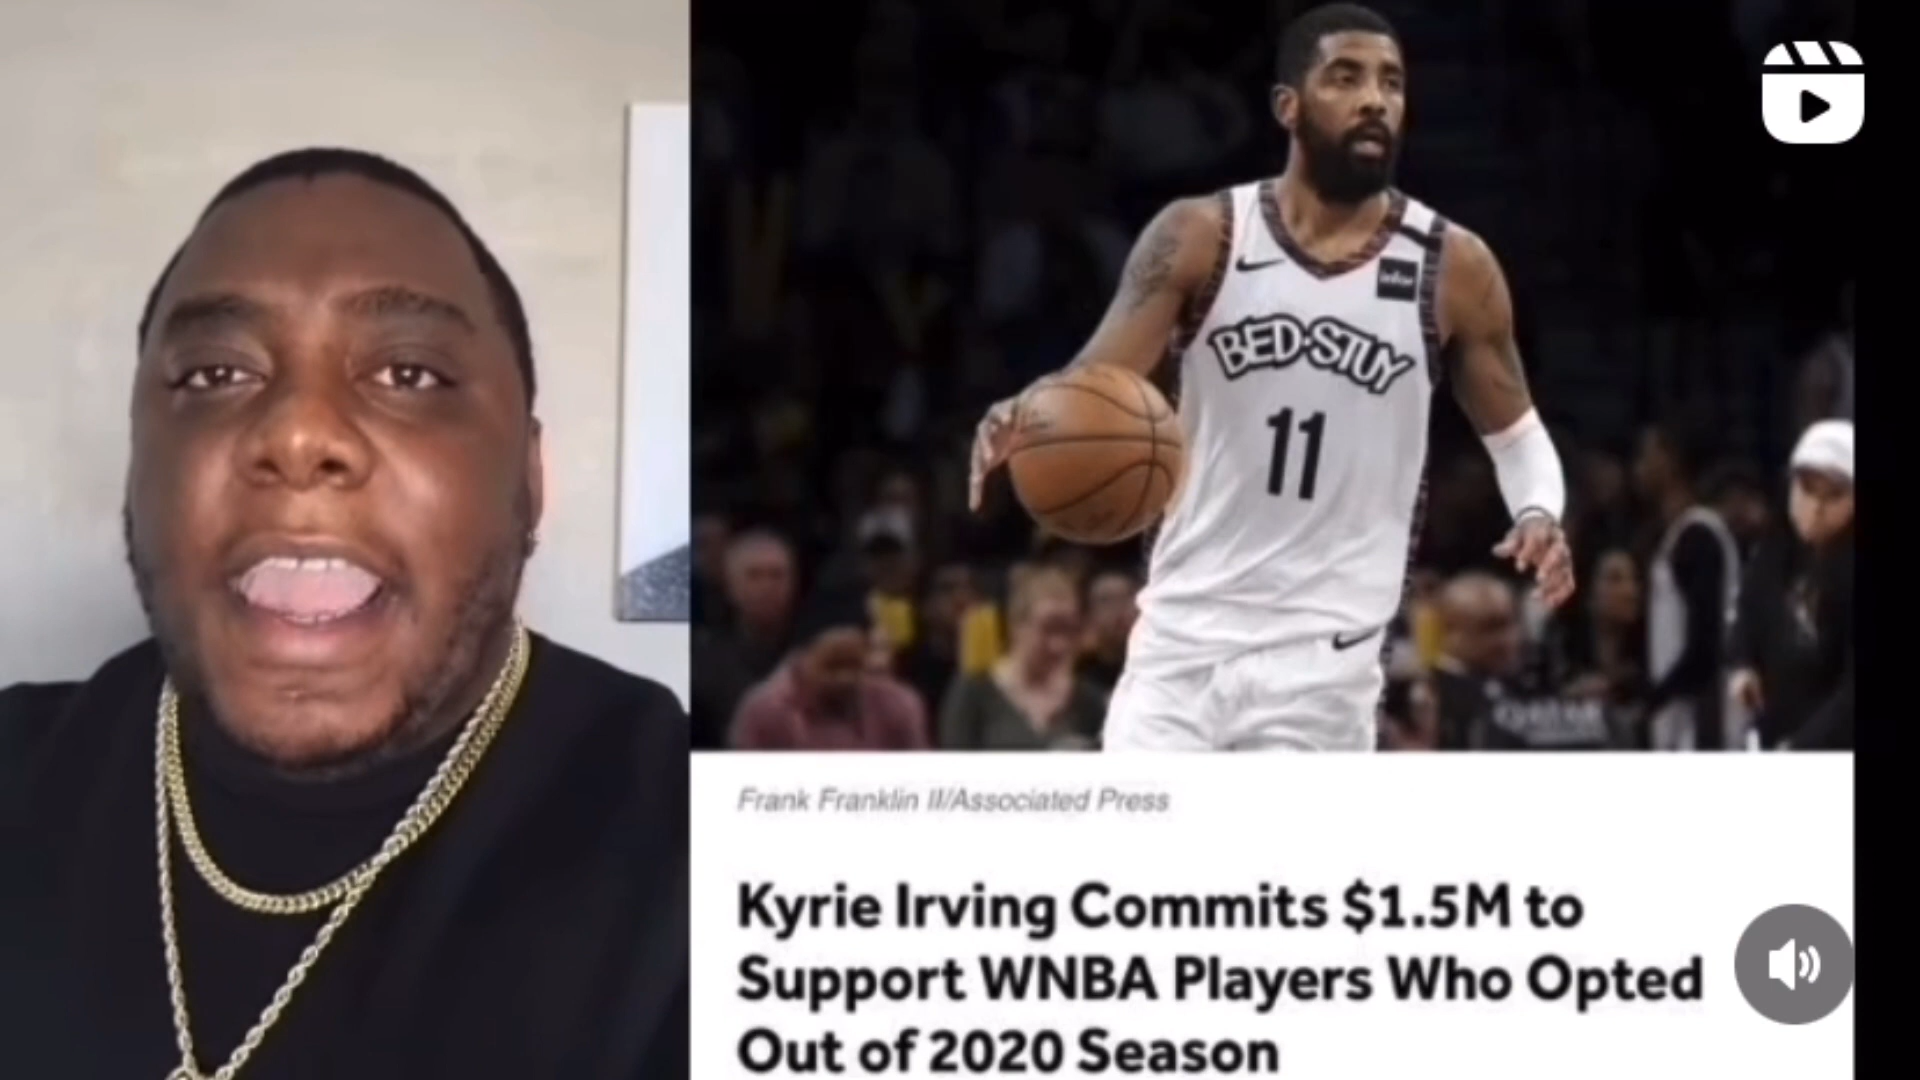 BED-STUY
11
Frank Franklin II/Associated Press
Kyrie Irving Commits $1.5M to
Support WNBA Players Who Opted
Out of 2020 Season